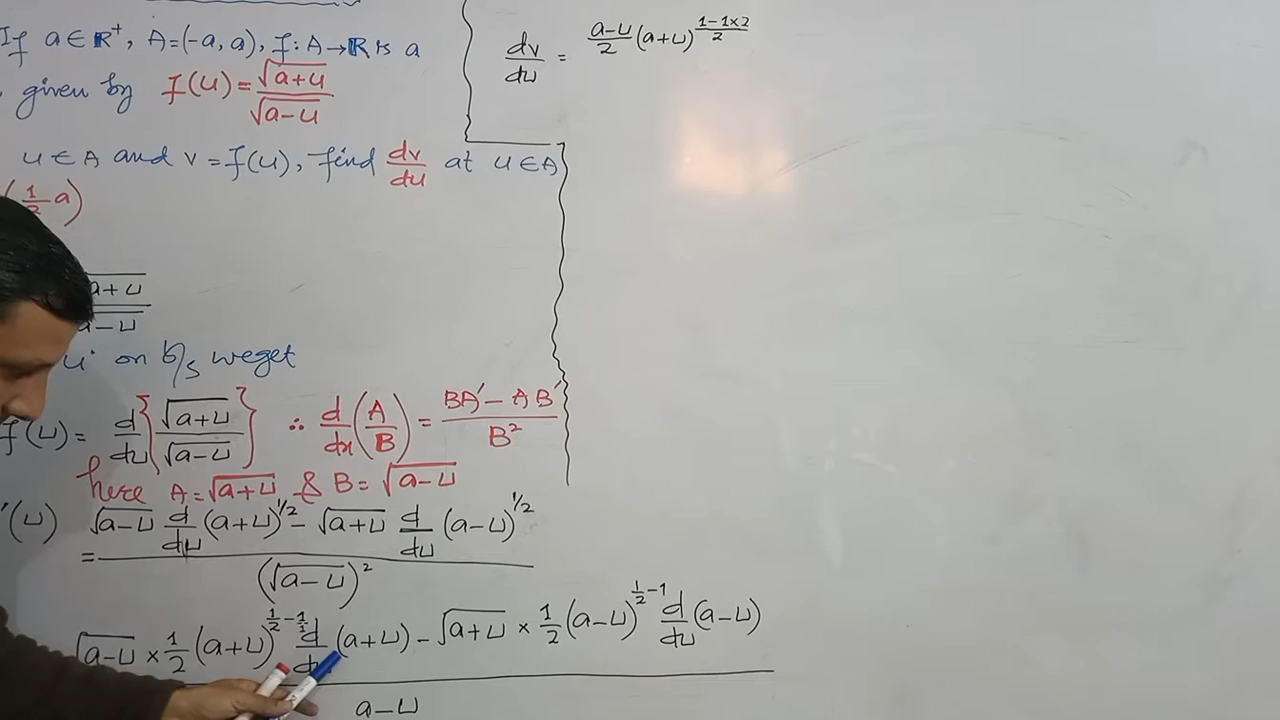 If a ∈ R⁺, A = (-a, a), f : A → R is a
given by f(u) = √(a+u) / √(a-u)
u ∈ A and v = f(u), find dv/du at u ∈ A
(1/2 a)
a+u / a-u
u on b/s we get
f(u) = d/du {√(a+u) / √(a-u)} ∴ d/dx (A/B) = (BA′ - AB′) / B²
here A = √(a+u) & B = √(a-u)
′(u) = (√(a-u) d/du (a+u)^(1/2) - √(a+u) d/du (a-u)^(1/2)) / (√(a-u))²
(√(a-u) × 1/2 (a+u)^(1/2 - 1/1) d/du (a+u) - √(a+u) × 1/2 (a-u)^(1/2 - 1) d/du (a-u)) / (a-u)
dv/du = (a-u)/2 (a+u)^((1-1×2)/2)